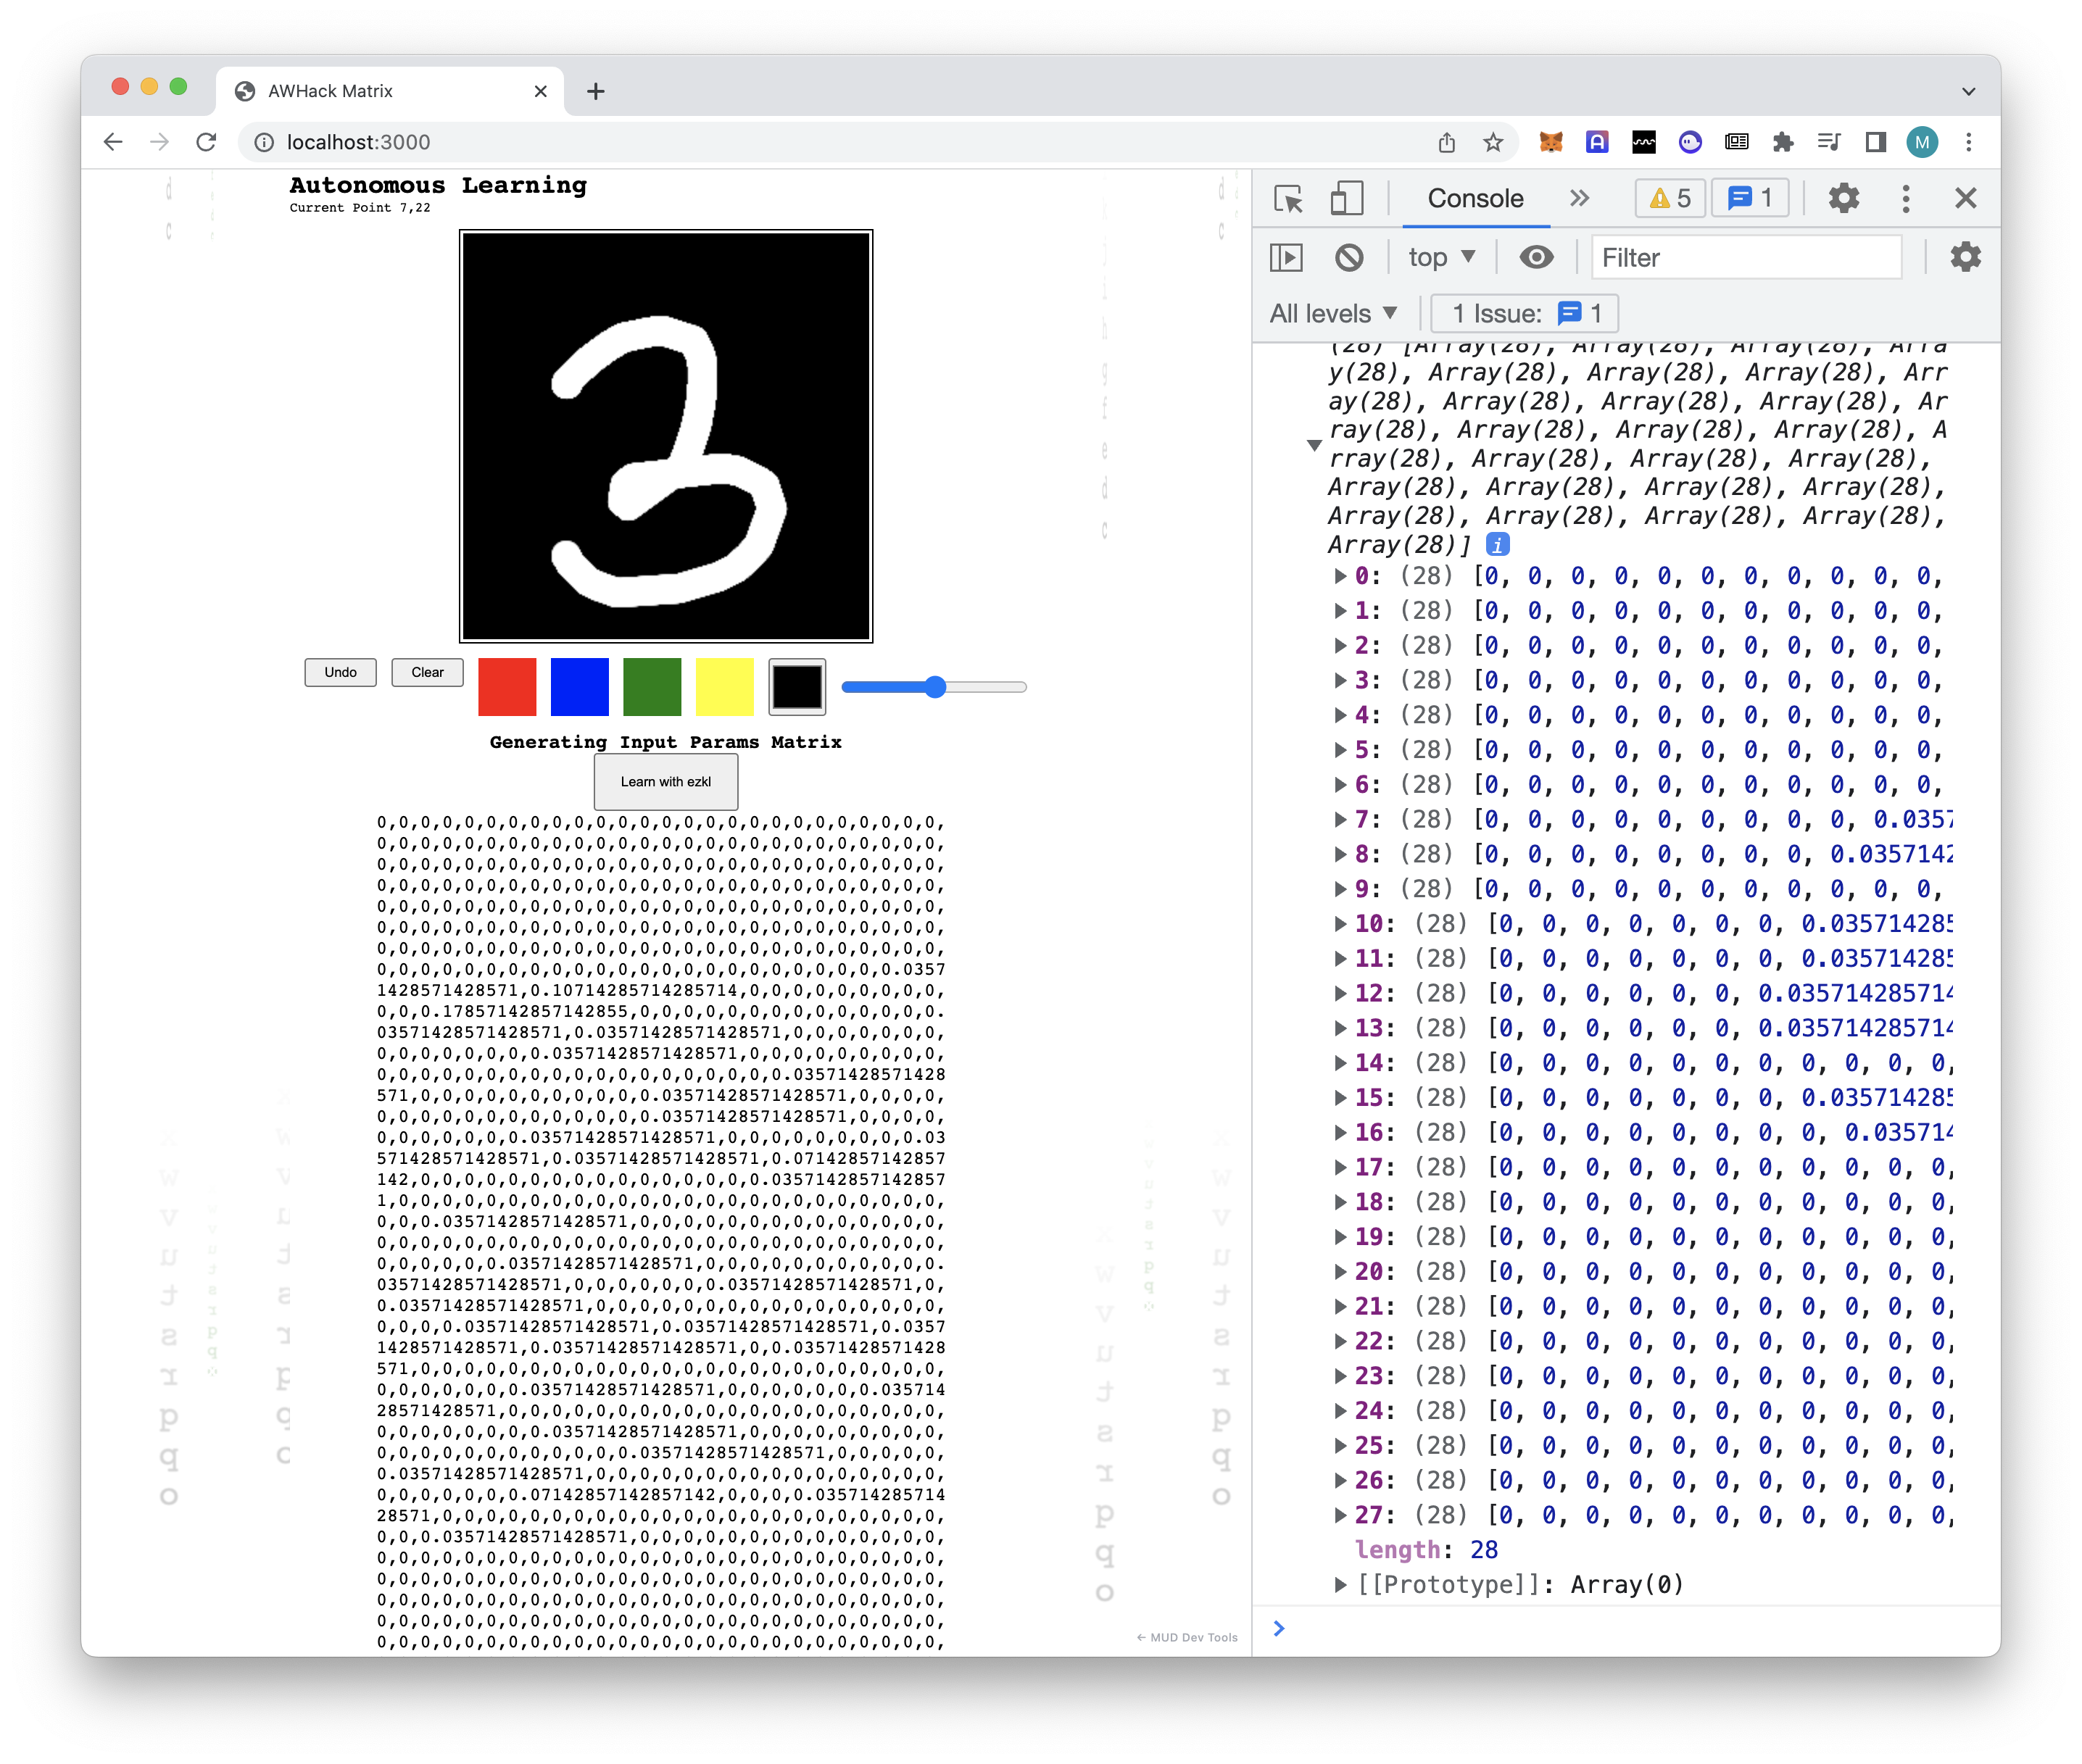 AWHack Matrix
localhost:3000
M
Autonomous Learning
Current Point 7,22
Undo
Clear
Generating Input Params Matrix
Learn with ezkl
0,0,0,0,0,0,0,0,0,0,0,0,0,0,0,0,0,0,0,0,0,0,0,0,0,0,
0,0,0,0,0,0,0,0,0,0,0,0,0,0,0,0,0,0,0,0,0,0,0,0,0,0,
0,0,0,0,0,0,0,0,0,0,0,0,0,0,0,0,0,0,0,0,0,0,0,0,0,0,
0,0,0,0,0,0,0,0,0,0,0,0,0,0,0,0,0,0,0,0,0,0,0,0,0,0,
0,0,0,0,0,0,0,0,0,0,0,0,0,0,0,0,0,0,0,0,0,0,0,0,0,0,
0,0,0,0,0,0,0,0,0,0,0,0,0,0,0,0,0,0,0,0,0,0,0,0,0,0,
0,0,0,0,0,0,0,0,0,0,0,0,0,0,0,0,0,0,0,0,0,0,0,0,0,0,
0,0,0,0,0,0,0,0,0,0,0,0,0,0,0,0,0,0,0,0,0,0,0,0.0357
1428571428571,0.10714285714285714,0,0,0,0,0,0,0,0,0,
0,0,0.17857142857142855,0,0,0,0,0,0,0,0,0,0,0,0,0,0.
03571428571428571,0.03571428571428571,0,0,0,0,0,0,0,
0,0,0,0,0,0,0,0.03571428571428571,0,0,0,0,0,0,0,0,0,
0,0,0,0,0,0,0,0,0,0,0,0,0,0,0,0,0,0,0.03571428571428
571,0,0,0,0,0,0,0,0,0,0,0.03571428571428571,0,0,0,0,
0,0,0,0,0,0,0,0,0,0,0,0,0.03571428571428571,0,0,0,0,
0,0,0,0,0,0,0.03571428571428571,0,0,0,0,0,0,0,0,0.03
571428571428571,0.03571428571428571,0.07142857142857
142,0,0,0,0,0,0,0,0,0,0,0,0,0,0,0,0.0357142857142857
1,0,0,0,0,0,0,0,0,0,0,0,0,0,0,0,0,0,0,0,0,0,0,0,0,0,
0,0,0.03571428571428571,0,0,0,0,0,0,0,0,0,0,0,0,0,0,
0,0,0,0,0,0,0,0,0,0,0,0,0,0,0,0,0,0,0,0,0,0,0,0,0,0,
0,0,0,0,0,0.03571428571428571,0,0,0,0,0,0,0,0,0,0,0.
03571428571428571,0,0,0,0,0,0,0.03571428571428571,0,
0.03571428571428571,0,0,0,0,0,0,0,0,0,0,0,0,0,0,0,0,
0,0,0,0.03571428571428571,0.03571428571428571,0.0357
1428571428571,0.03571428571428571,0,0.03571428571428
571,0,0,0,0,0,0,0,0,0,0,0,0,0,0,0,0,0,0,0,0,0,0,0,0,
0,0,0,0,0,0,0.03571428571428571,0,0,0,0,0,0,0.035714
28571428571,0,0,0,0,0,0,0,0,0,0,0,0,0,0,0,0,0,0,0,0,
0,0,0,0,0,0,0,0.03571428571428571,0,0,0,0,0,0,0,0,0,
0,0,0,0,0,0,0,0,0,0,0,0.03571428571428571,0,0,0,0,0,
0.03571428571428571,0,0,0,0,0,0,0,0,0,0,0,0,0,0,0,0,
0,0,0,0,0,0,0.07142857142857142,0,0,0,0.035714285714
28571,0,0,0,0,0,0,0,0,0,0,0,0,0,0,0,0,0,0,0,0,0,0,0,
0,0,0.03571428571428571,0,0,0,0,0,0,0,0,0,0,0,0,0,0,
0,0,0,0,0,0,0,0,0,0,0,0,0,0,0,0,0,0,0,0,0,0,0,0,0,0,
0,0,0,0,0,0,0,0,0,0,0,0,0,0,0,0,0,0,0,0,0,0,0,0,0,0,
0,0,0,0,0,0,0,0,0,0,0,0,0,0,0,0,0,0,0,0,0,0,0,0,0,0,
0,0,0,0,0,0,0,0,0,0,0,0,0,0,0,0,0,0,0,0,0,0,0,0,0,0,
0,0,0,0,0,0,0,0,0,0,0,0,0,0,0,0,0,0,0,0,0,0,0,0,0,0,
3
← MUD Dev Tools
Console » 5 1
top ▼ Filter
All levels ▼ 1 Issue: 1
(28) [Array(28), Array(28), Array(28), Arra
y(28), Array(28), Array(28), Array(28), Arr
ay(28), Array(28), Array(28), Array(28), Ar
ray(28), Array(28), Array(28), Array(28), A
rray(28), Array(28), Array(28), Array(28),
Array(28), Array(28), Array(28), Array(28),
Array(28), Array(28), Array(28), Array(28),
Array(28)] i
0: (28) [0, 0, 0, 0, 0, 0, 0, 0, 0, 0, 0,
1: (28) [0, 0, 0, 0, 0, 0, 0, 0, 0, 0, 0,
2: (28) [0, 0, 0, 0, 0, 0, 0, 0, 0, 0, 0,
3: (28) [0, 0, 0, 0, 0, 0, 0, 0, 0, 0, 0,
4: (28) [0, 0, 0, 0, 0, 0, 0, 0, 0, 0, 0,
5: (28) [0, 0, 0, 0, 0, 0, 0, 0, 0, 0, 0,
6: (28) [0, 0, 0, 0, 0, 0, 0, 0, 0, 0, 0,
7: (28) [0, 0, 0, 0, 0, 0, 0, 0, 0, 0.0357
8: (28) [0, 0, 0, 0, 0, 0, 0, 0, 0.0357142
9: (28) [0, 0, 0, 0, 0, 0, 0, 0, 0, 0, 0,
10: (28) [0, 0, 0, 0, 0, 0, 0, 0.035714285
11: (28) [0, 0, 0, 0, 0, 0, 0, 0.035714285
12: (28) [0, 0, 0, 0, 0, 0, 0.035714285714
13: (28) [0, 0, 0, 0, 0, 0, 0.035714285714
14: (28) [0, 0, 0, 0, 0, 0, 0, 0, 0, 0, 0,
15: (28) [0, 0, 0, 0, 0, 0, 0, 0.035714285
16: (28) [0, 0, 0, 0, 0, 0, 0, 0, 0.035714
17: (28) [0, 0, 0, 0, 0, 0, 0, 0, 0, 0, 0,
18: (28) [0, 0, 0, 0, 0, 0, 0, 0, 0, 0, 0,
19: (28) [0, 0, 0, 0, 0, 0, 0, 0, 0, 0, 0,
20: (28) [0, 0, 0, 0, 0, 0, 0, 0, 0, 0, 0,
21: (28) [0, 0, 0, 0, 0, 0, 0, 0, 0, 0, 0,
22: (28) [0, 0, 0, 0, 0, 0, 0, 0, 0, 0, 0,
23: (28) [0, 0, 0, 0, 0, 0, 0, 0, 0, 0, 0,
24: (28) [0, 0, 0, 0, 0, 0, 0, 0, 0, 0, 0,
25: (28) [0, 0, 0, 0, 0, 0, 0, 0, 0, 0, 0,
26: (28) [0, 0, 0, 0, 0, 0, 0, 0, 0, 0, 0,
27: (28) [0, 0, 0, 0, 0, 0, 0, 0, 0, 0, 0,
length: 28
[[Prototype]]: Array(0)